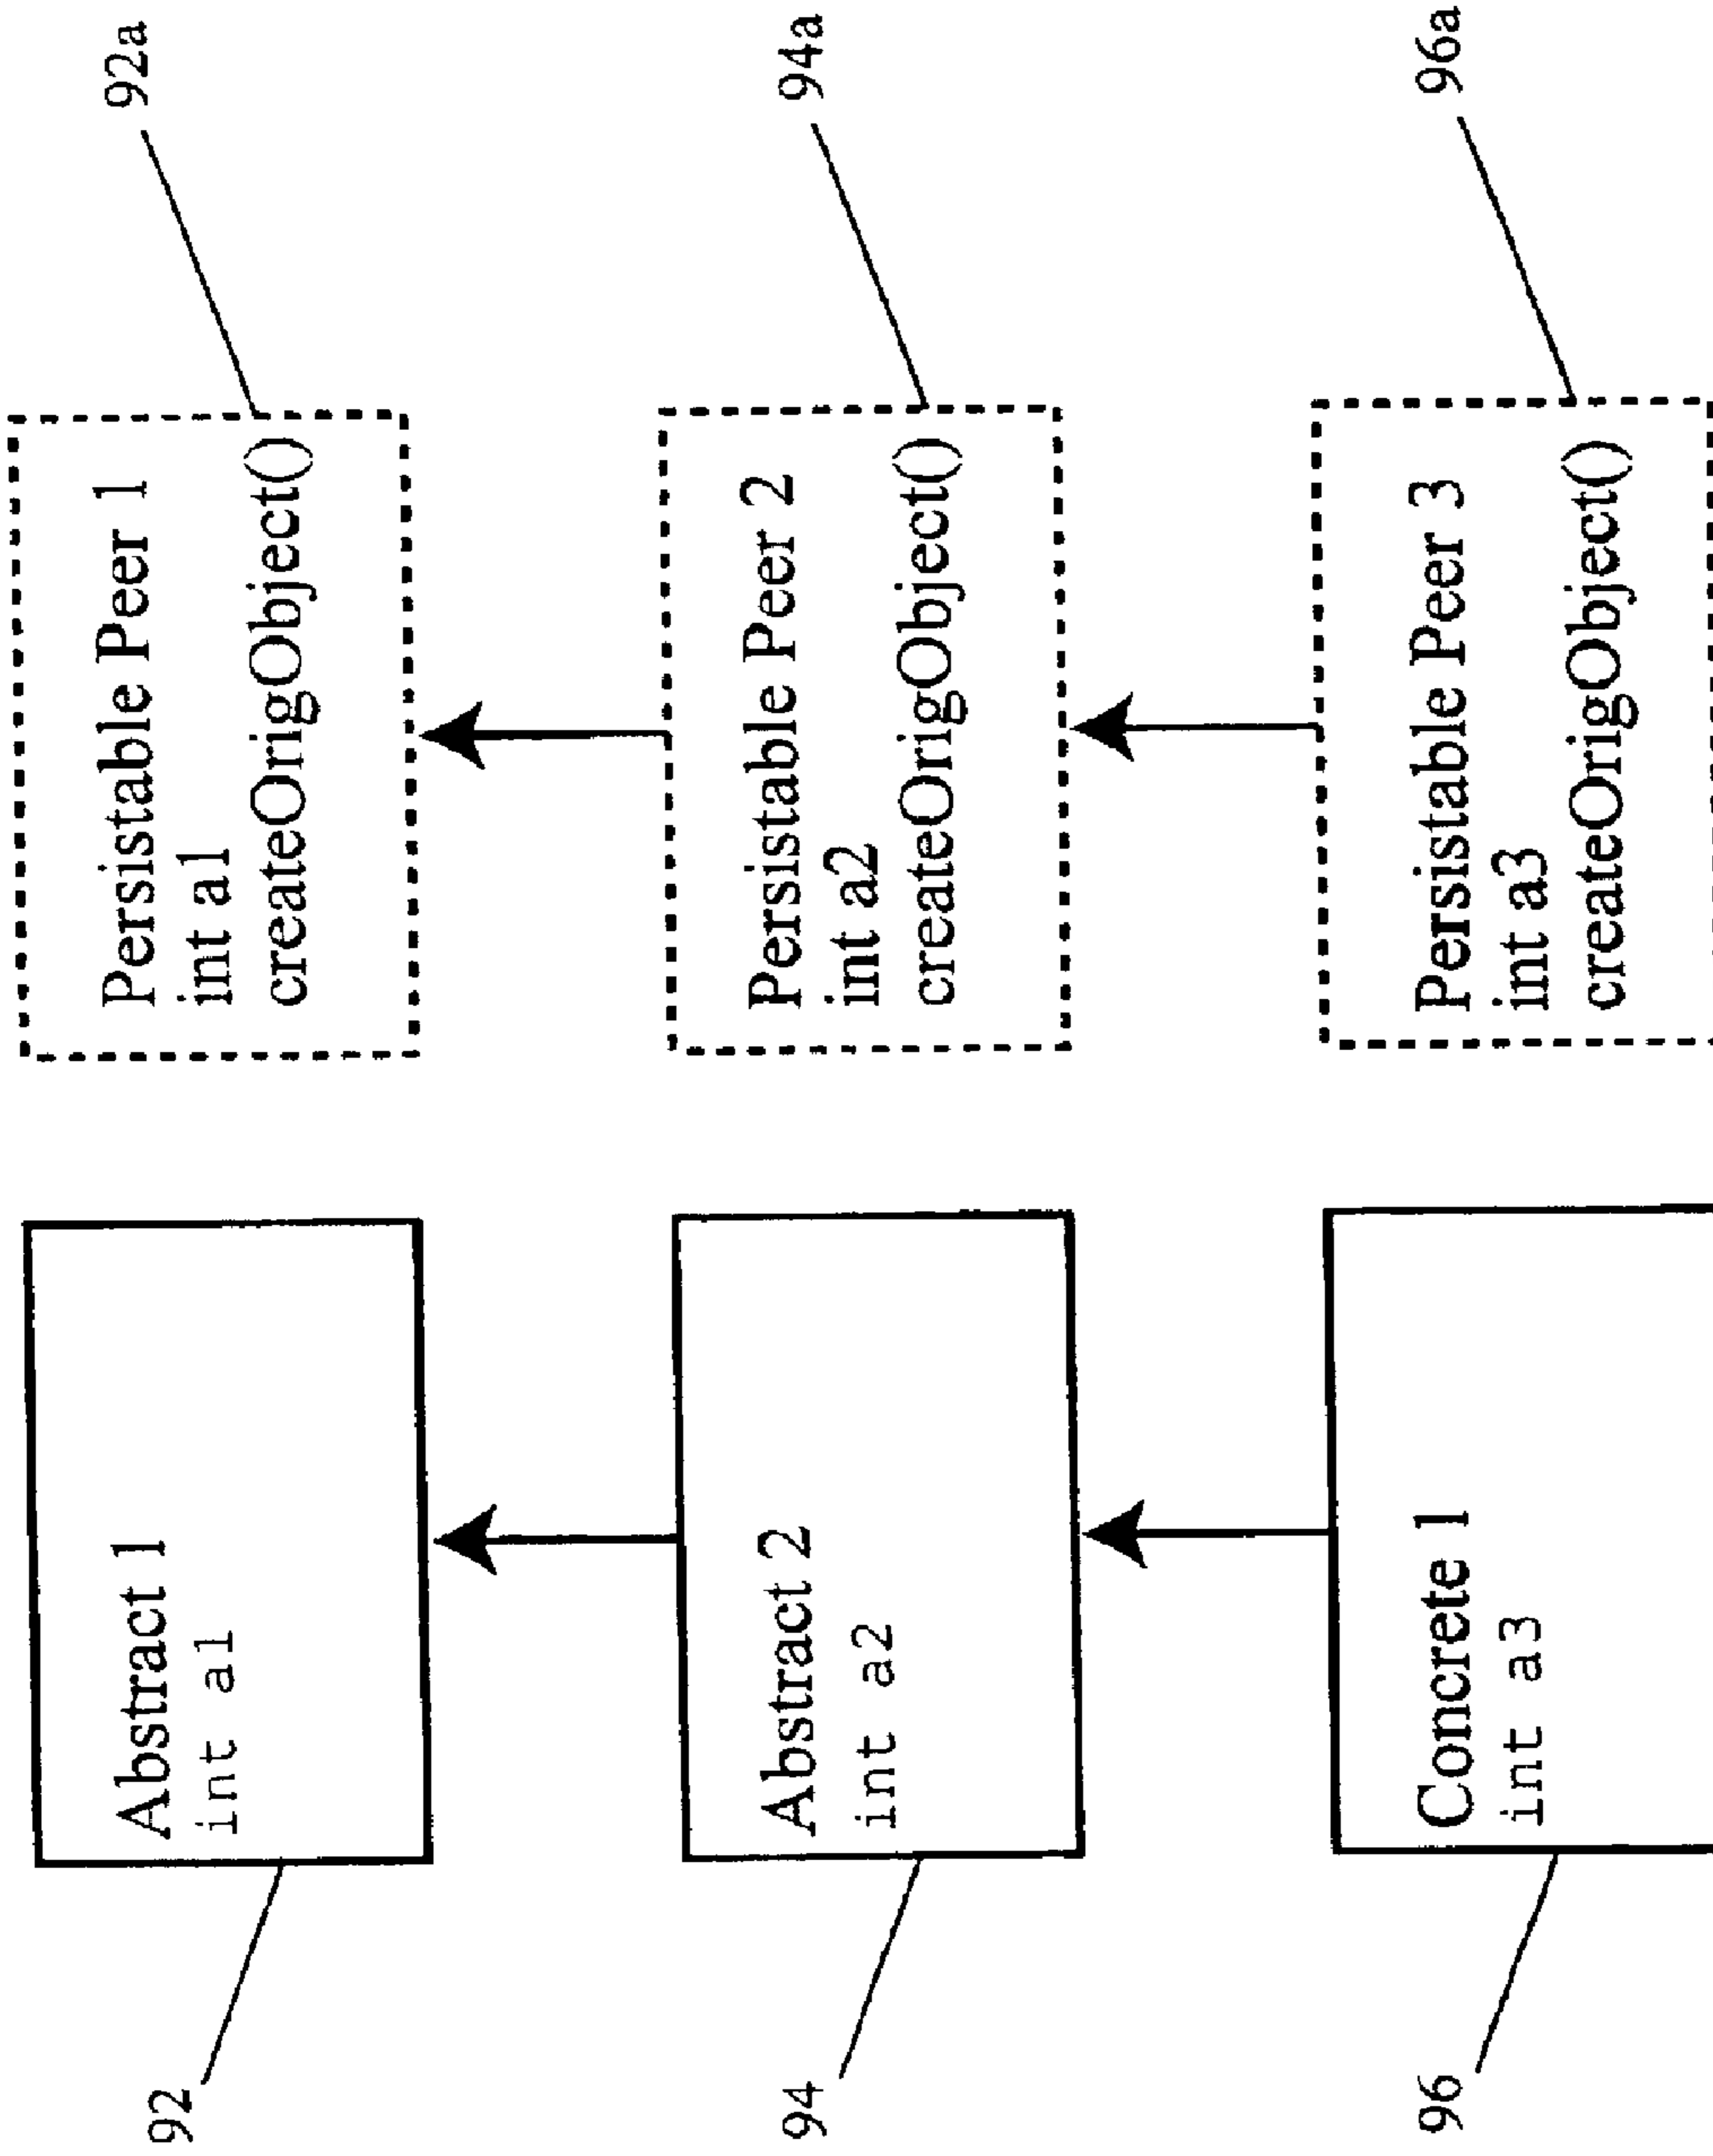 92
Abstract 1
int a1
Persistable Peer 1
int a1
createOrigObject()
92a
94
Abstract 2
int a2
Persistable Peer 2
int a2
createOrigObject()
94a
96
Concrete 1
int a3
Persistable Peer 3
int a3
createOrigObject()
96a